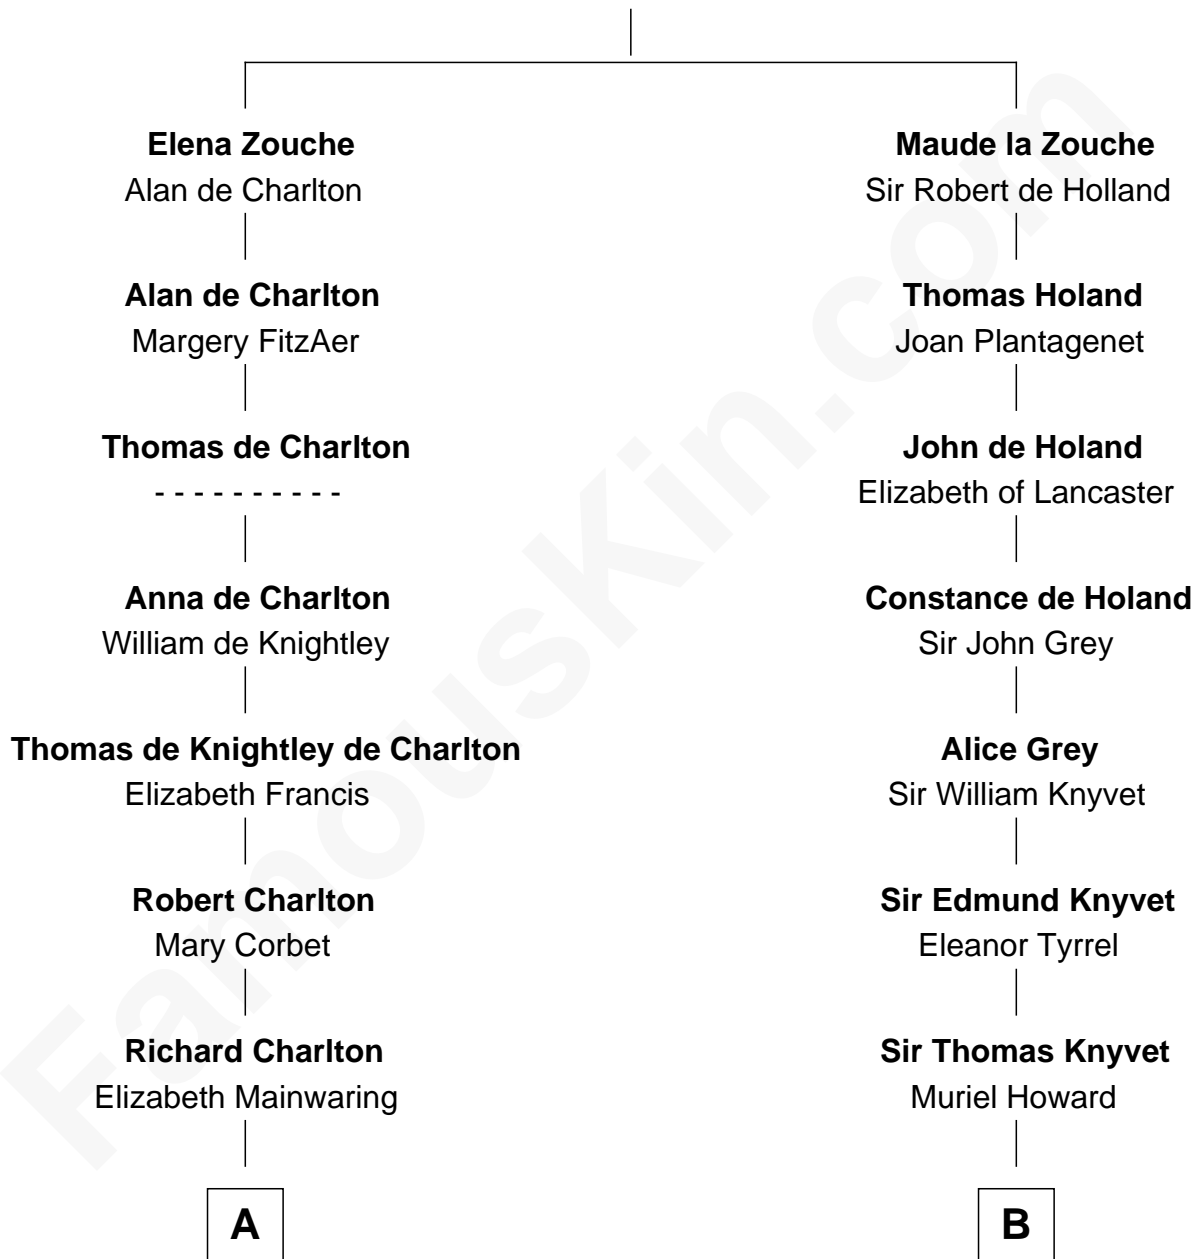 Elena Zouche
Alan de Charlton
Alan de Charlton
Margery FitzAer
Thomas de Charlton
- - - - - - - - - -
Anna de Charlton
William de Knightley
Thomas de Knightley de Charlton
Elizabeth Francis
Robert Charlton
Mary Corbet
Richard Charlton
Elizabeth Mainwaring
A
Maude la Zouche
Sir Robert de Holland
Thomas Holand
Joan Plantagenet
John de Holand
Elizabeth of Lancaster
Constance de Holand
Sir John Grey
Alice Grey
Sir William Knyvet
Sir Edmund Knyvet
Eleanor Tyrrel
Sir Thomas Knyvet
Muriel Howard
B
FamousKin.com